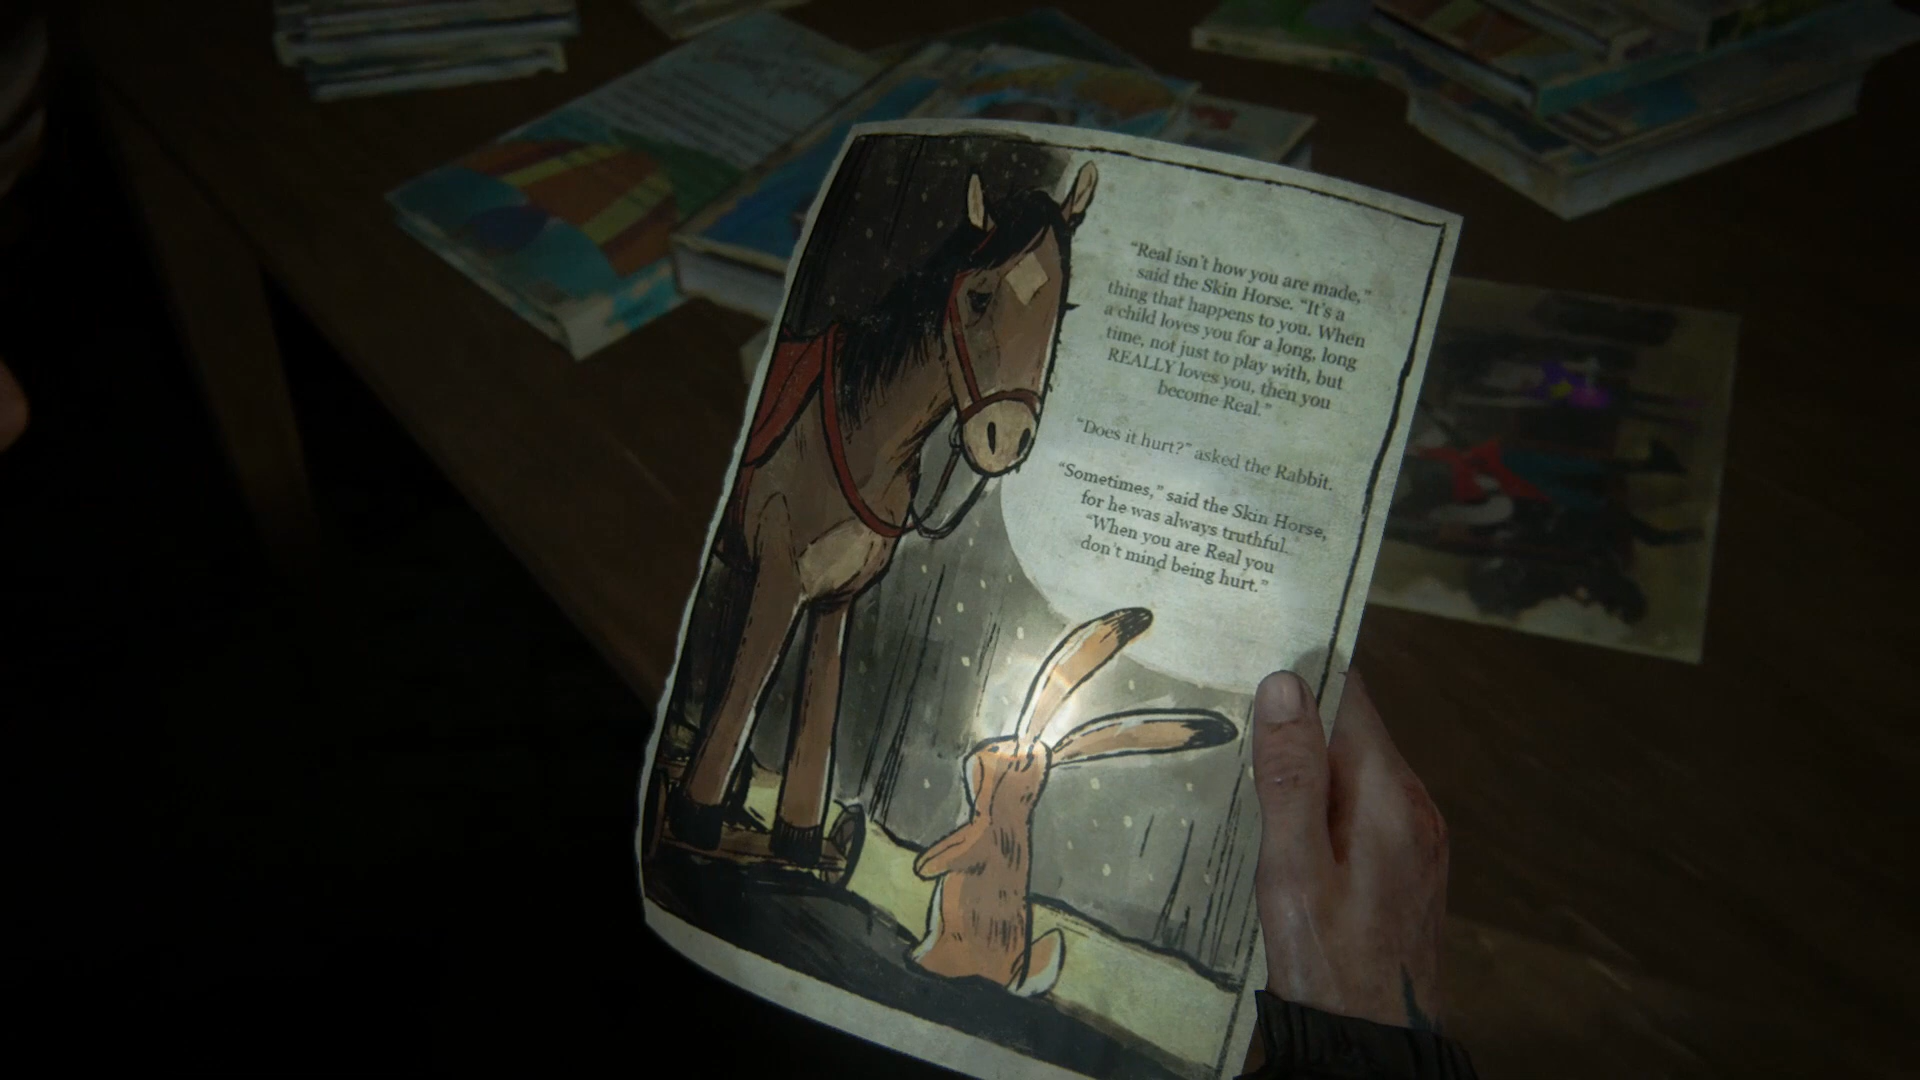 “Real isn’t how you are made,”
said the Skin Horse. “It’s a
thing that happens to you. When
a child loves you for a long, long
time, not just to play with, but
REALLY loves you, then you
become Real.”
“Does it hurt?” asked the Rabbit.
“Sometimes,” said the Skin Horse,
for he was always truthful.
“When you are Real you
don’t mind being hurt.”